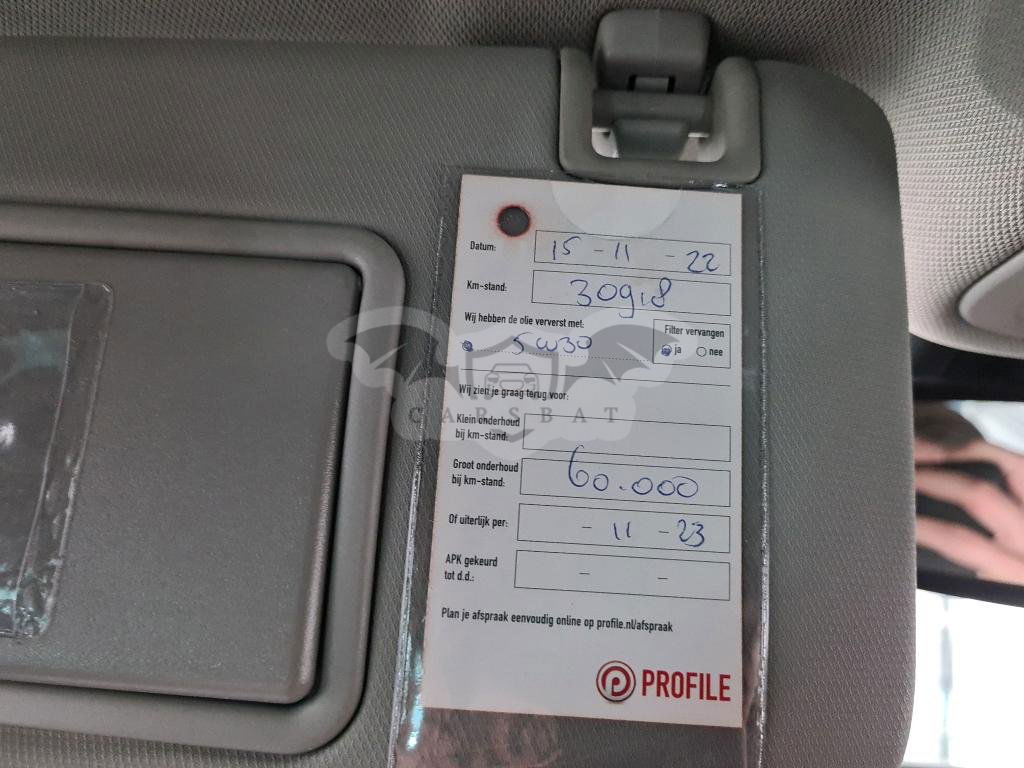 Datum: 15 - 11 - 22
Km-stand: 30918
Wij hebben de olie ververst met:
Filter vervangen
5W30
ja nee
Wij zien je graag terug voor:
CARSBAT
Klein onderhoud
bij km-stand:
Groot onderhoud
bij km-stand: 60.000
Of uiterlijk per: - 11 - 23
APK gekeurd
tot d.d.: - -
Plan je afspraak eenvoudig online op profile.nl/afspraak
PROFILE